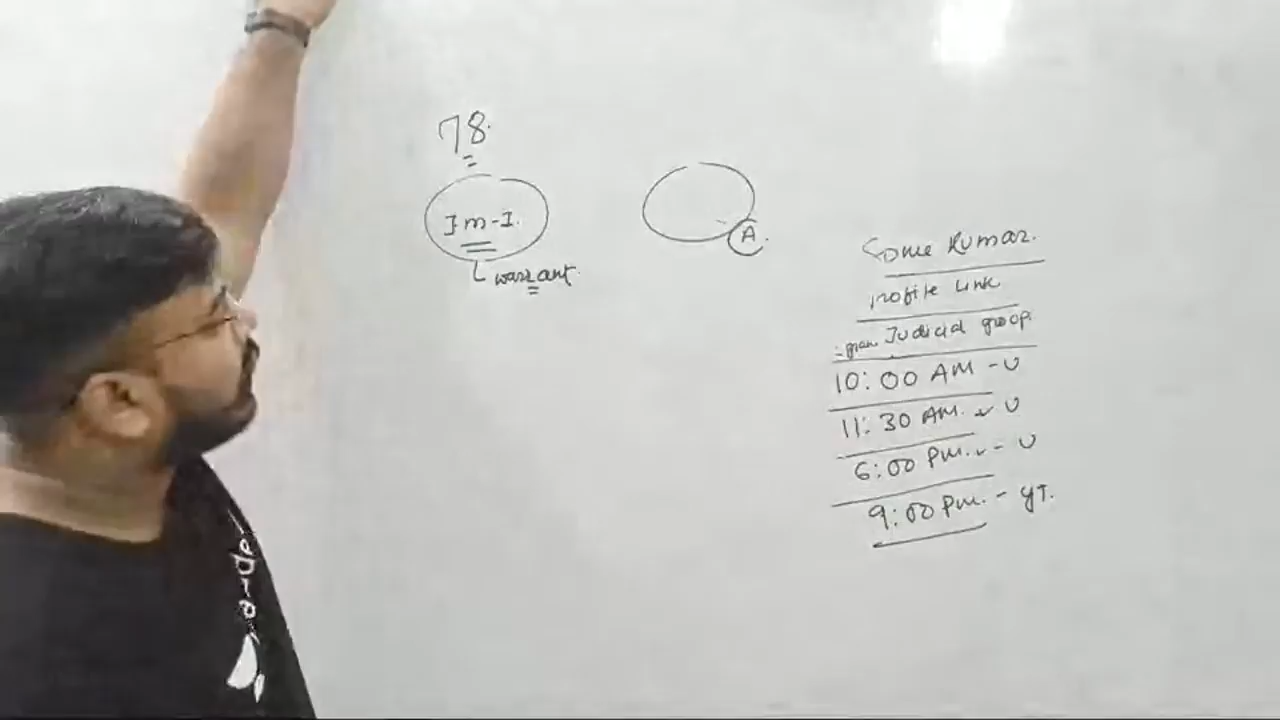 78.
Jm-I.
warrant.
A.
Some Kumar.
profile link
gram Judicial group.
10:00 AM - U
11:30 AM. U
6:00 PM. - U
9:00 PM. - YT.